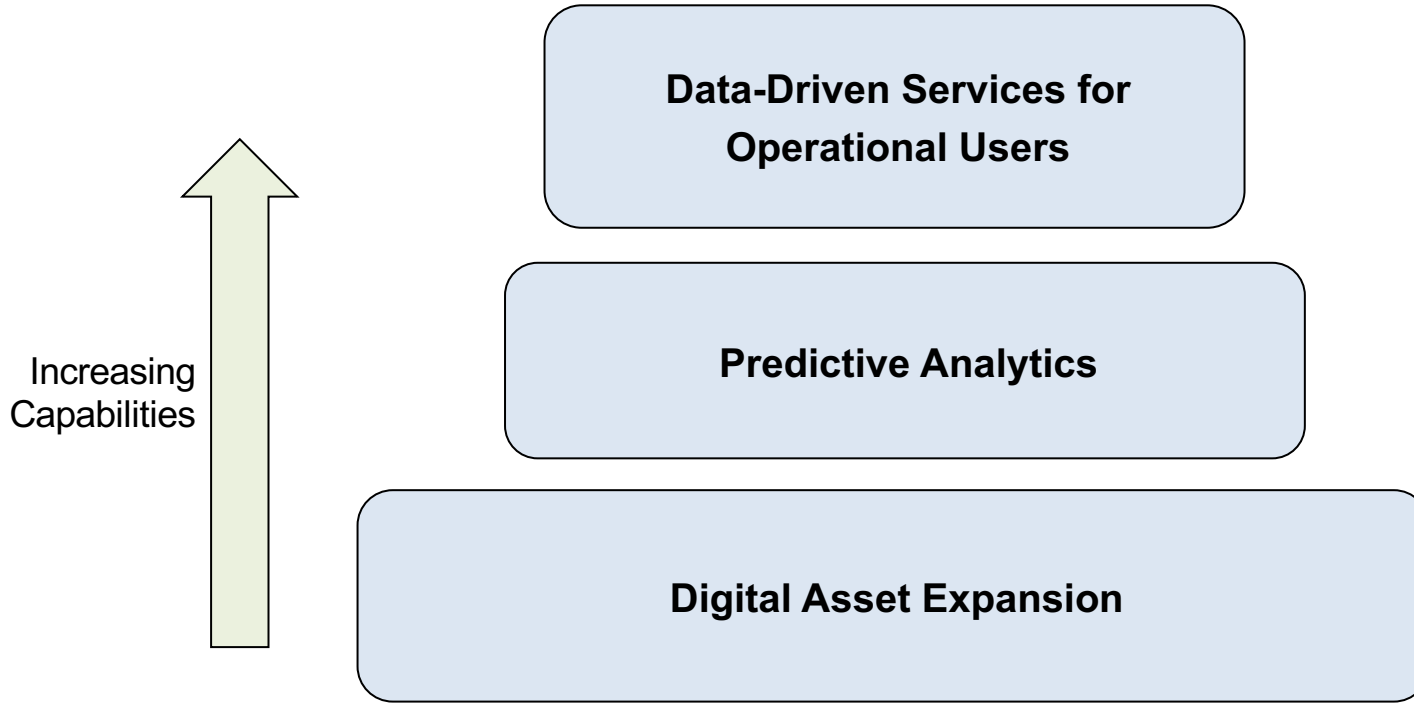 Data-Driven Services for
Operational Users
Predictive Analytics
Increasing
Capabilities
Digital Asset Expansion